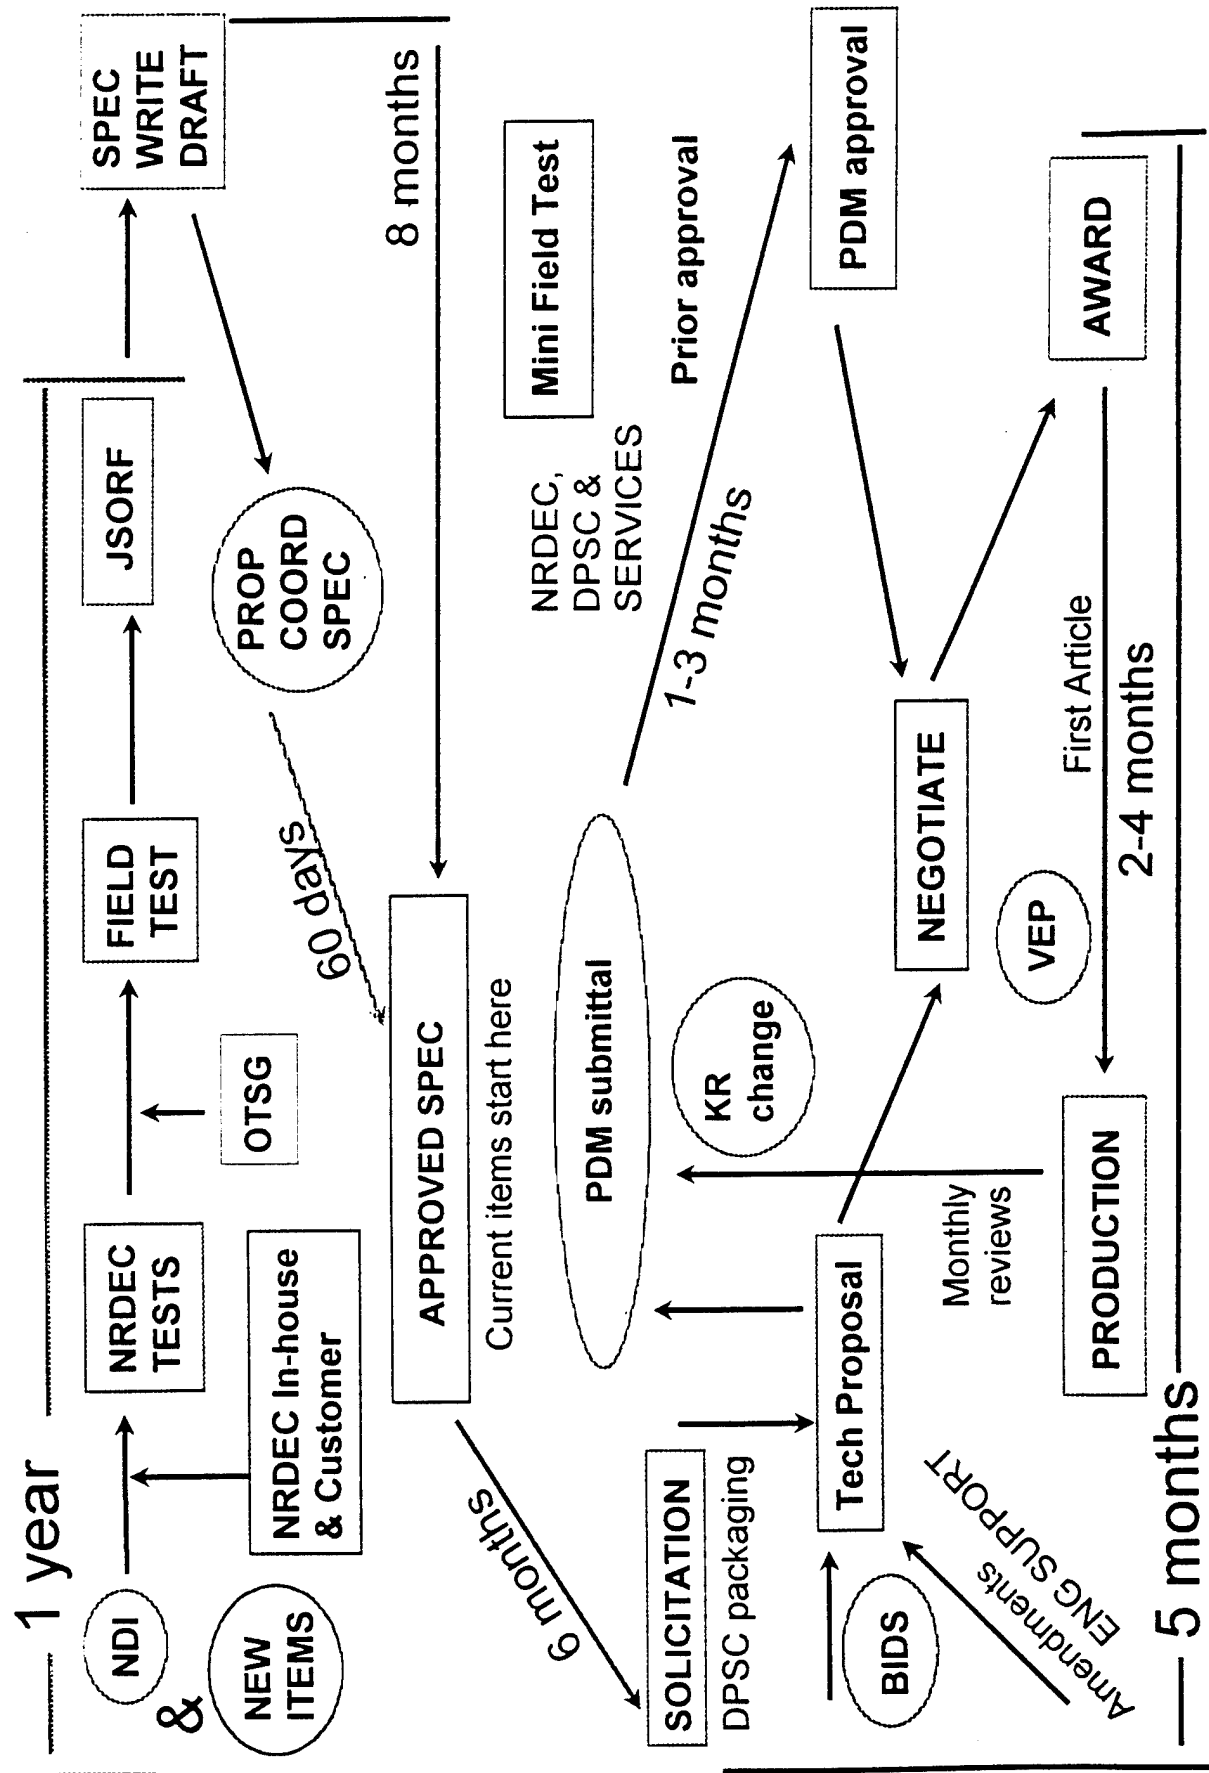 1 year
NDI
&
NEW
ITEMS
NRDEC
TESTS
NRDEC In-house
& Customer
OTSG
FIELD
TEST
JSORF
SPEC
WRITE
DRAFT
PROP
COORD
SPEC
60 days
8 months
APPROVED SPEC
Current items start here
NRDEC,
DPSC &
SERVICES
Mini Field Test
6 months
PDM submittal
1-3 months
Prior approval
SOLICITATION
DPSC packaging
KR
change
PDM approval
Tech Proposal
BIDS
Amendments
ENG SUPPORT
Monthly
reviews
NEGOTIATE
VEP
AWARD
PRODUCTION
First Article
2-4 months
5 months